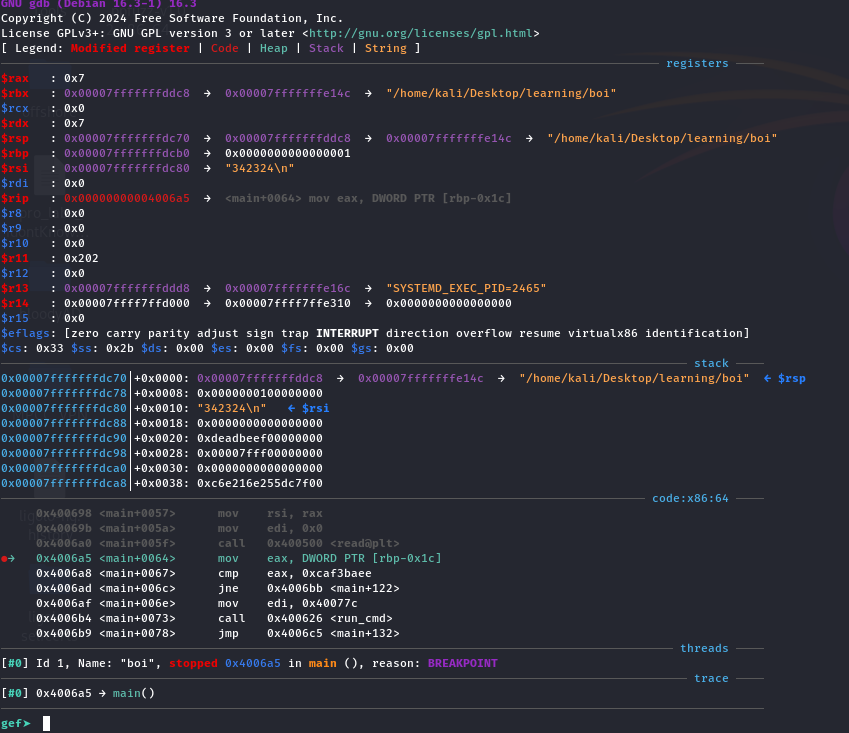 GNU gdb (Debian 16.3-1) 16.3
Copyright (C) 2024 Free Software Foundation, Inc.
License GPLv3+: GNU GPL version 3 or later <http://gnu.org/licenses/gpl.html>
[ Legend: Modified register | Code | Heap | Stack | String ]
registers
$rax : 0x7
$rbx : 0x00007fffffffddc8 → 0x00007fffffffe14c → "/home/kali/Desktop/learning/boi"
$rcx : 0x0
$rdx : 0x7
$rsp : 0x00007fffffffdc70 → 0x00007fffffffddc8 → 0x00007fffffffe14c → "/home/kali/Desktop/learning/boi"
$rbp : 0x00007fffffffdcb0 → 0x0000000000000001
$rsi : 0x00007fffffffdc80 → "342324\n"
$rdi : 0x0
$rip : 0x00000000004006a5 → <main+0064> mov eax, DWORD PTR [rbp-0x1c]
$r8 : 0x0
$r9 : 0x0
$r10 : 0x0
$r11 : 0x202
$r12 : 0x0
$r13 : 0x00007fffffffddd8 → 0x00007fffffffe16c → "SYSTEMD_EXEC_PID=2465"
$r14 : 0x00007ffff7ffd000 → 0x00007ffff7ffe310 → 0x0000000000000000
$r15 : 0x0
$eflags: [zero carry parity adjust sign trap INTERRUPT direction overflow resume virtualx86 identification]
$cs: 0x33 $ss: 0x2b $ds: 0x00 $es: 0x00 $fs: 0x00 $gs: 0x00
stack
0x00007fffffffdc70│+0x0000: 0x00007fffffffddc8 → 0x00007fffffffe14c → "/home/kali/Desktop/learning/boi" ← $rsp
0x00007fffffffdc78│+0x0008: 0x0000000100000000
0x00007fffffffdc80│+0x0010: "342324\n" ← $rsi
0x00007fffffffdc88│+0x0018: 0x0000000000000000
0x00007fffffffdc90│+0x0020: 0xdeadbeef00000000
0x00007fffffffdc98│+0x0028: 0x00007fff00000000
0x00007fffffffdca0│+0x0030: 0x0000000000000000
0x00007fffffffdca8│+0x0038: 0xc6e216e255dc7f00
code:x86:64
0x400698 <main+0057> mov rsi, rax
0x40069b <main+005a> mov edi, 0x0
0x4006a0 <main+005f> call 0x400500 <read@plt>
●→ 0x4006a5 <main+0064> mov eax, DWORD PTR [rbp-0x1c]
0x4006a8 <main+0067> cmp eax, 0xcaf3baee
0x4006ad <main+006c> jne 0x4006bb <main+122>
0x4006af <main+006e> mov edi, 0x40077c
0x4006b4 <main+0073> call 0x400626 <run_cmd>
0x4006b9 <main+0078> jmp 0x4006c5 <main+132>
threads
[#0] Id 1, Name: "boi", stopped 0x4006a5 in main (), reason: BREAKPOINT
trace
[#0] 0x4006a5 → main()
gef➤